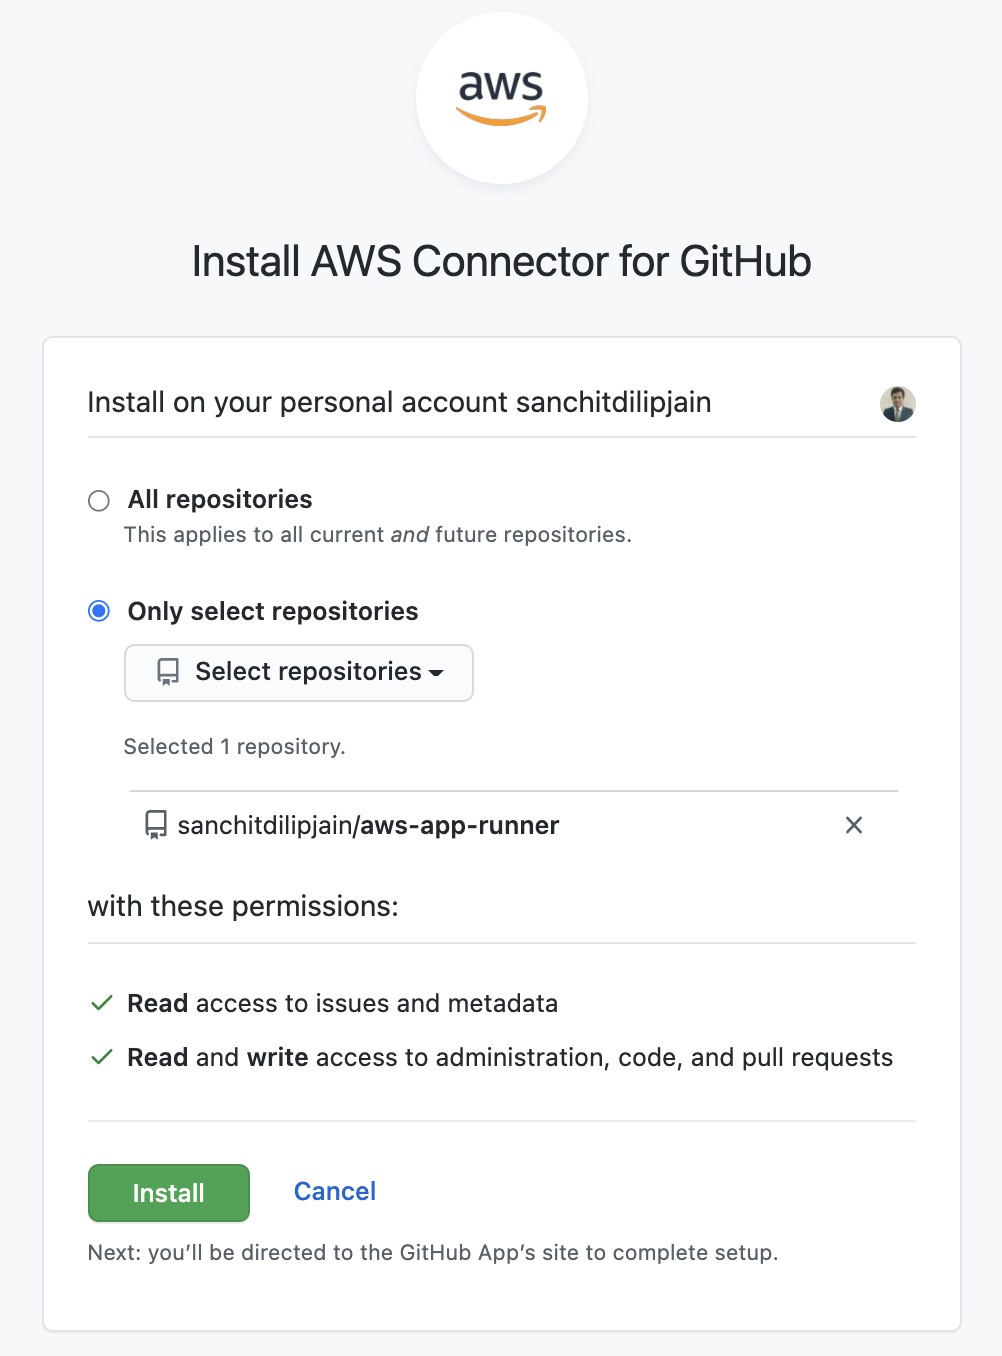 aws
Install AWS Connector for GitHub
Install on your personal account sanchitdilipjain
All repositories
This applies to all current and future repositories.
Only select repositories
Select repositories
Selected 1 repository.
sanchitdilipjain/aws-app-runner
with these permissions:
Read access to issues and metadata
Read and write access to administration, code, and pull requests
Install Cancel
Next: you’ll be directed to the GitHub App’s site to complete setup.